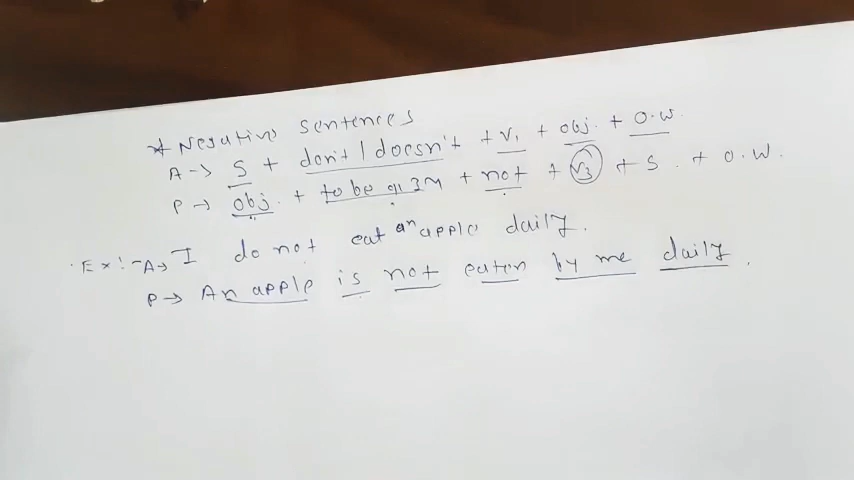 * Negative Sentences
A → S + don't / doesn't + V1 + obj. + O.W.
P → obj. + to be + not + V3 + S. + O.W.
Ex:- A → I do not eat an apple daily.
P → An apple is not eaten by me daily.